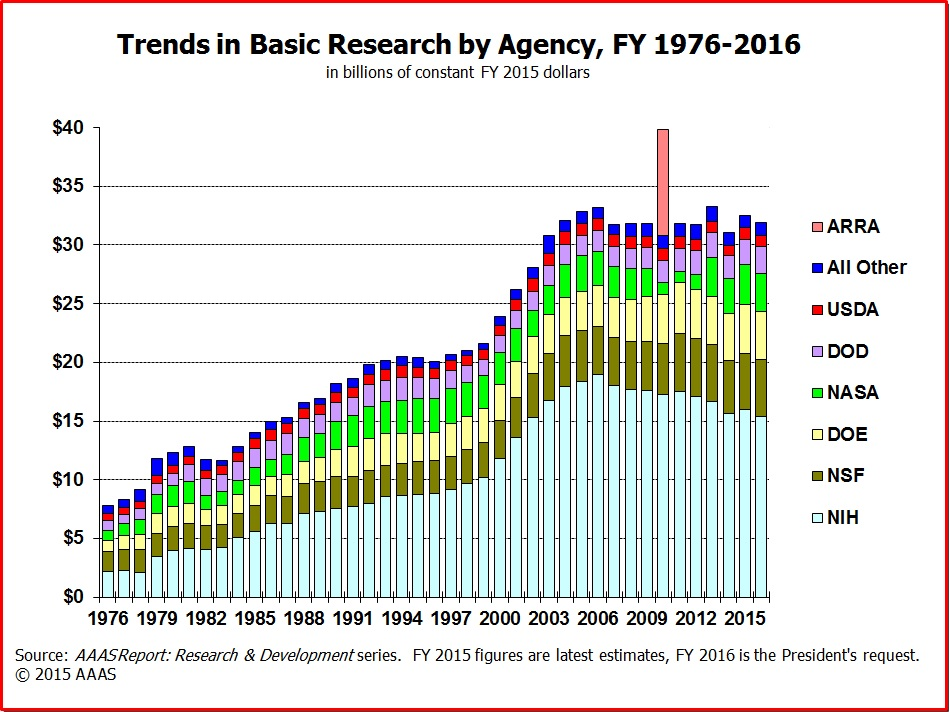 Trends in Basic Research by Agency, FY 1976-2016
in billions of constant FY 2015 dollars
$40
$35
$30
$25
$20
$15
$10
$5
$0
1976 1979 1982 1985 1988 1991 1994 1997 2000 2003 2006 2009 2012 2015
ARRA
All Other
USDA
DOD
NASA
DOE
NSF
NIH
Source: AAAS Report: Research & Development series. FY 2015 figures are latest estimates, FY 2016 is the President's request.
© 2015 AAAS